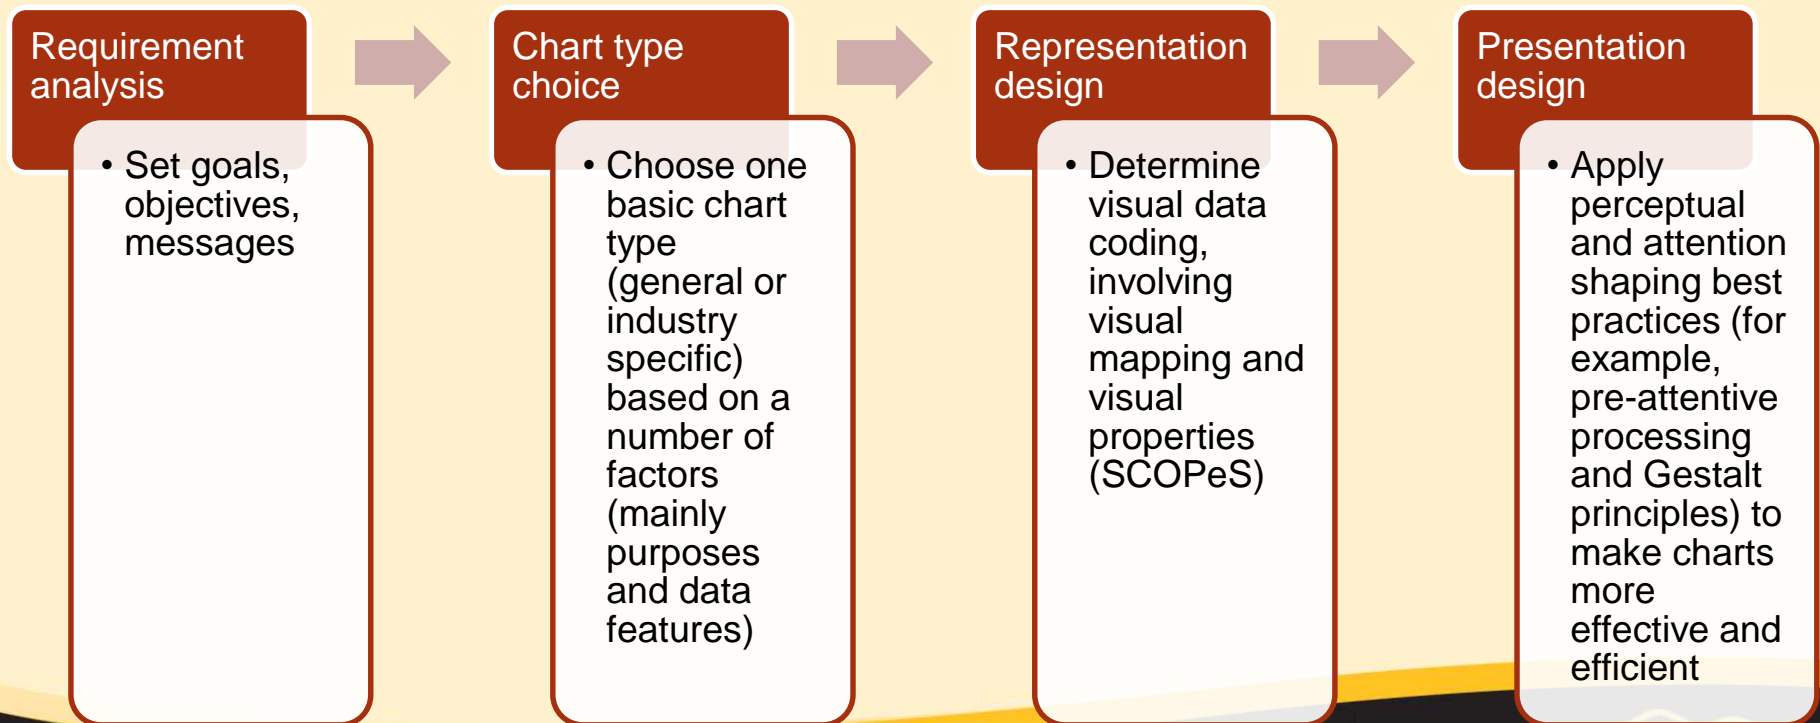 Requirement
analysis
• Set goals,
objectives,
messages
Chart type
choice
• Choose one
basic chart
type
(general or
industry
specific)
based on a
number of
factors
(mainly
purposes
and data
features)
Representation
design
• Determine
visual data
coding,
involving
visual
mapping and
visual
properties
(SCOPeS)
Presentation
design
• Apply
perceptual
and attention
shaping best
practices (for
example,
pre-attentive
processing
and Gestalt
principles) to
make charts
more
effective and
efficient